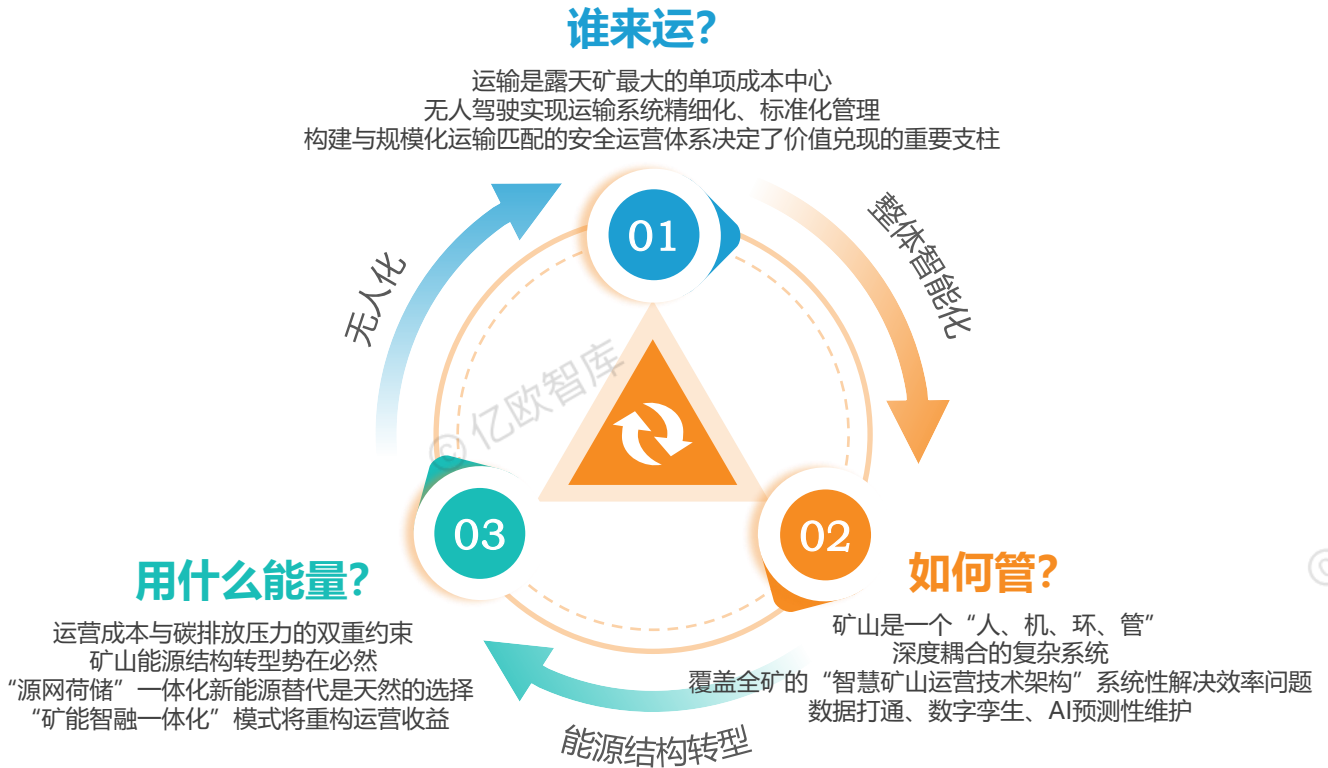 谁来运？
运输是露天矿最大的单项成本中心
无人驾驶实现运输系统精细化、标准化管理
构建与规模化运输匹配的安全运营体系决定了价值兑现的重要支柱
无人化
01
整体智能化
© 亿欧智库
03
02
用什么能量？
运营成本与碳排放压力的双重约束
矿山能源结构转型势在必然
“源网荷储”一体化新能源替代是天然的选择
“矿能智融一体化”模式将重构运营收益
如何管？
矿山是一个“人、机、环、管”
深度耦合的复杂系统
覆盖全矿的“智慧矿山运营技术架构”系统性解决效率问题
数据打通、数字孪生、AI预测性维护
能源结构转型
©